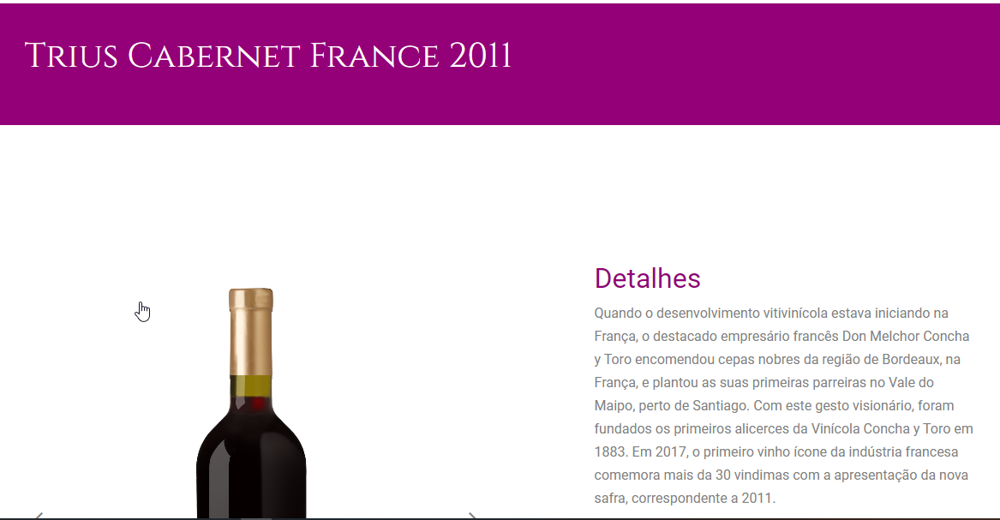 Trius Cabernet France 2011
Detalhes
Quando o desenvolvimento vitivinícola estava iniciando na
França, o destacado empresário francês Don Melchor Concha
y Toro encomendou cepas nobres da região de Bordeaux, na
França, e plantou as suas primeiras parreiras no Vale do
Maipo, perto de Santiago. Com este gesto visionário, foram
fundados os primeiros alicerces da Vinícola Concha y Toro em
1883. Em 2017, o primeiro vinho ícone da indústria francesa
comemora mais da 30 vindimas com a apresentação da nova
safra, correspondente a 2011.